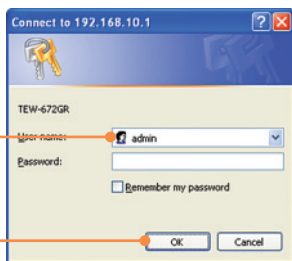 Connect to 192.168.10.1
TEW-672GR
User name:
admin
Password:
Remember my password
OK
Cancel